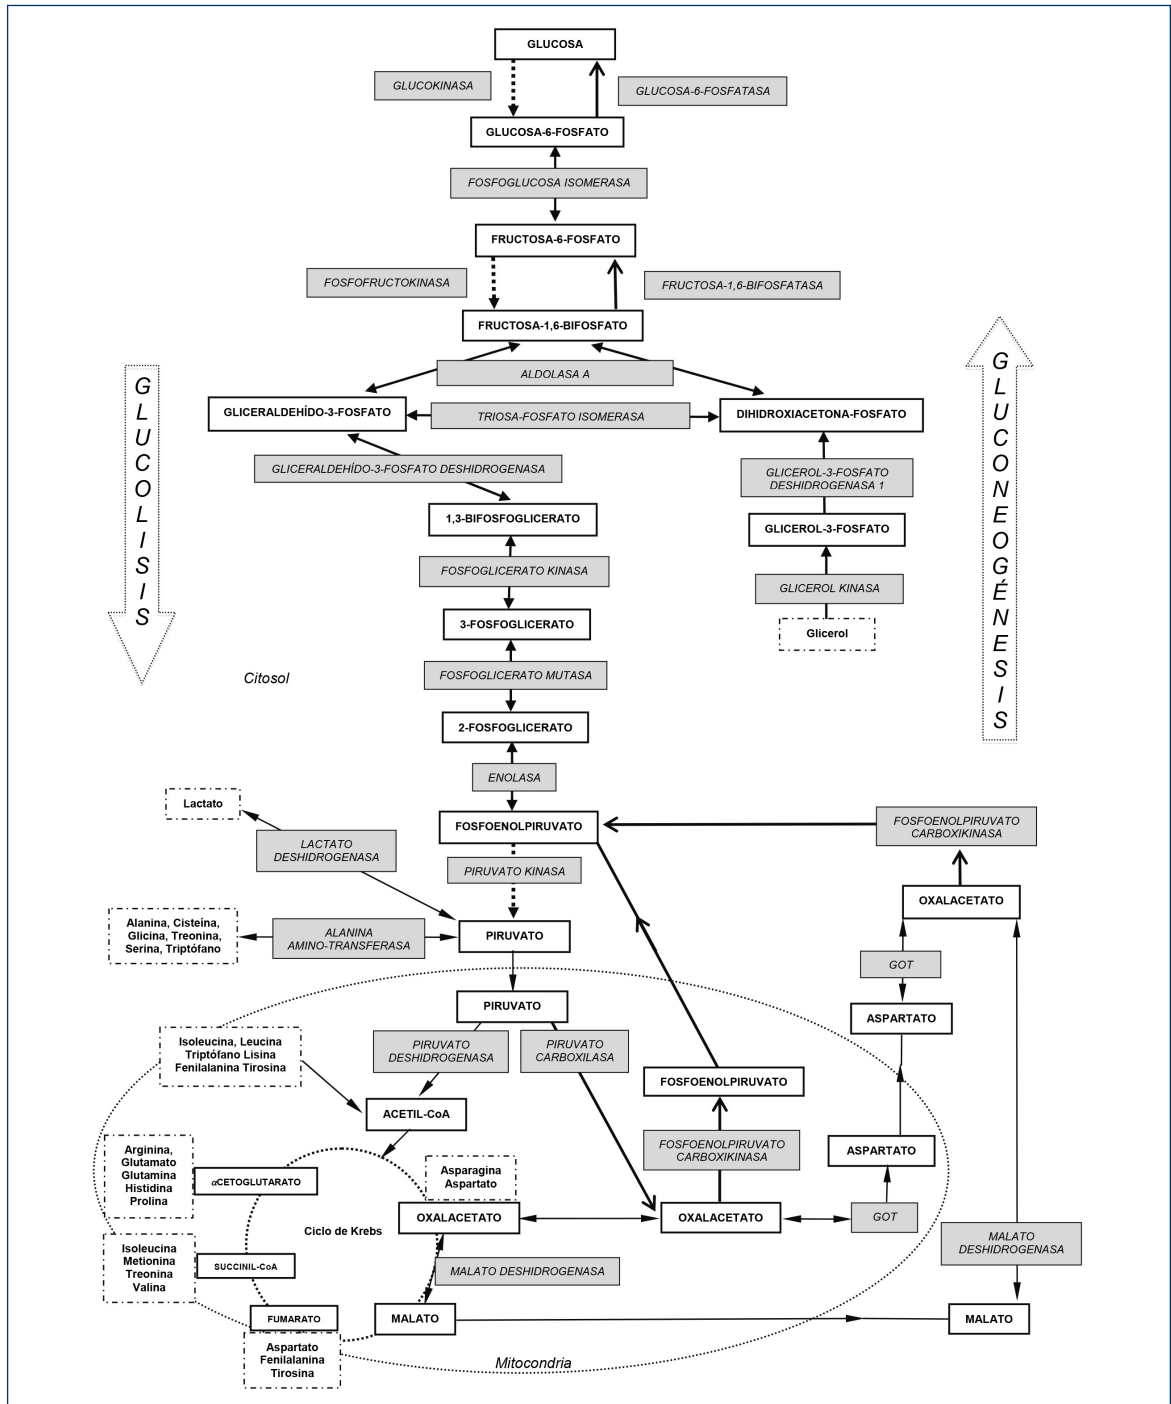 GLUCOSA
GLUCOKINASA
GLUCOSA-6-FOSFATASA
GLUCOSA-6-FOSFATO
FOSFOGLUCOSA ISOMERASA
FRUCTOSA-6-FOSFATO
FOSFOFRUCTOKINASA
FRUCTOSA-1,6-BIFOSFATASA
FRUCTOSA-1,6-BIFOSFATO
ALDOLASA A
GLUCOLISIS
GLUCONEOGÉNESIS
GLICERALDEHÍDO-3-FOSFATO
TRIOSA-FOSFATO ISOMERASA
DIHIDROXIACETONA-FOSFATO
GLICERALDEHÍDO-3-FOSFATO DESHIDROGENASA
GLICEROL-3-FOSFATO
DESHIDROGENASA 1
1,3-BIFOSFOGLICERATO
GLICEROL-3-FOSFATO
FOSFOGLICERATO KINASA
GLICEROL KINASA
3-FOSFOGLICERATO
Glicerol
Citosol
FOSFOGLICERATO MUTASA
2-FOSFOGLICERATO
ENOLASA
Lactato
FOSFOENOLPIRUVATO
FOSFOENOLPIRUVATO
CARBOXIKINASA
LACTATO
DESHIDROGENASA
PIRUVATO KINASA
OXALACETATO
Alanina, Cisteína,
Glicina, Treonina,
Serina, Triptófano
ALANINA
AMINO-TRANSFERASA
PIRUVATO
GOT
PIRUVATO
ASPARTATO
Isoleucina, Leucina
Triptófano Lisina
Fenilalanina Tirosina
PIRUVATO
DESHIDROGENASA
PIRUVATO
CARBOXILASA
FOSFOENOLPIRUVATO
ACETIL-CoA
Arginina,
Glutamato
Glutamina
Histidina
Prolina
αCETOGLUTARATO
Asparagina
Aspartato
FOSFOENOLPIRUVATO
CARBOXIKINASA
ASPARTATO
Ciclo de Krebs
OXALACETATO
OXALACETATO
GOT
Isoleucina
Metionina
Treonina
Valina
SUCCINIL-CoA
MALATO DESHIDROGENASA
MALATO
DESHIDROGENASA
FUMARATO
MALATO
MALATO
Aspartato
Fenilalanina
Tirosina
Mitocondria